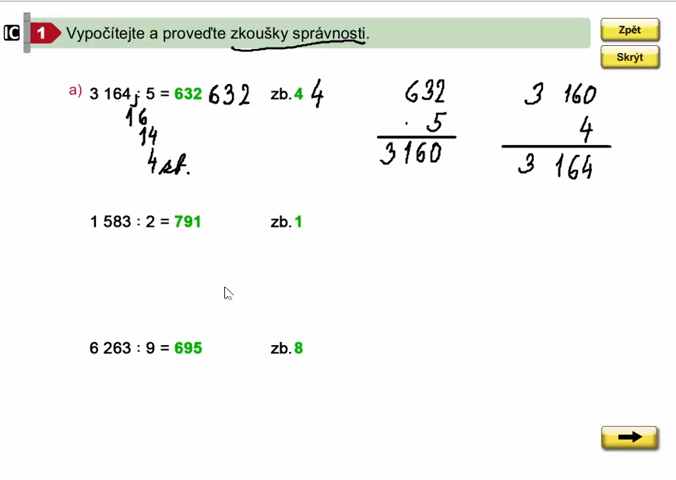 IC 1 Vypočítejte a proveďte zkoušky správnosti. Zpět
Skrýt
a) 3 164 : 5 = 632 632 zb. 4 4
16
14
4 zb.
632
· 5
3160
3 160
4
3 164
1 583 : 2 = 791 zb. 1
6 263 : 9 = 695 zb. 8